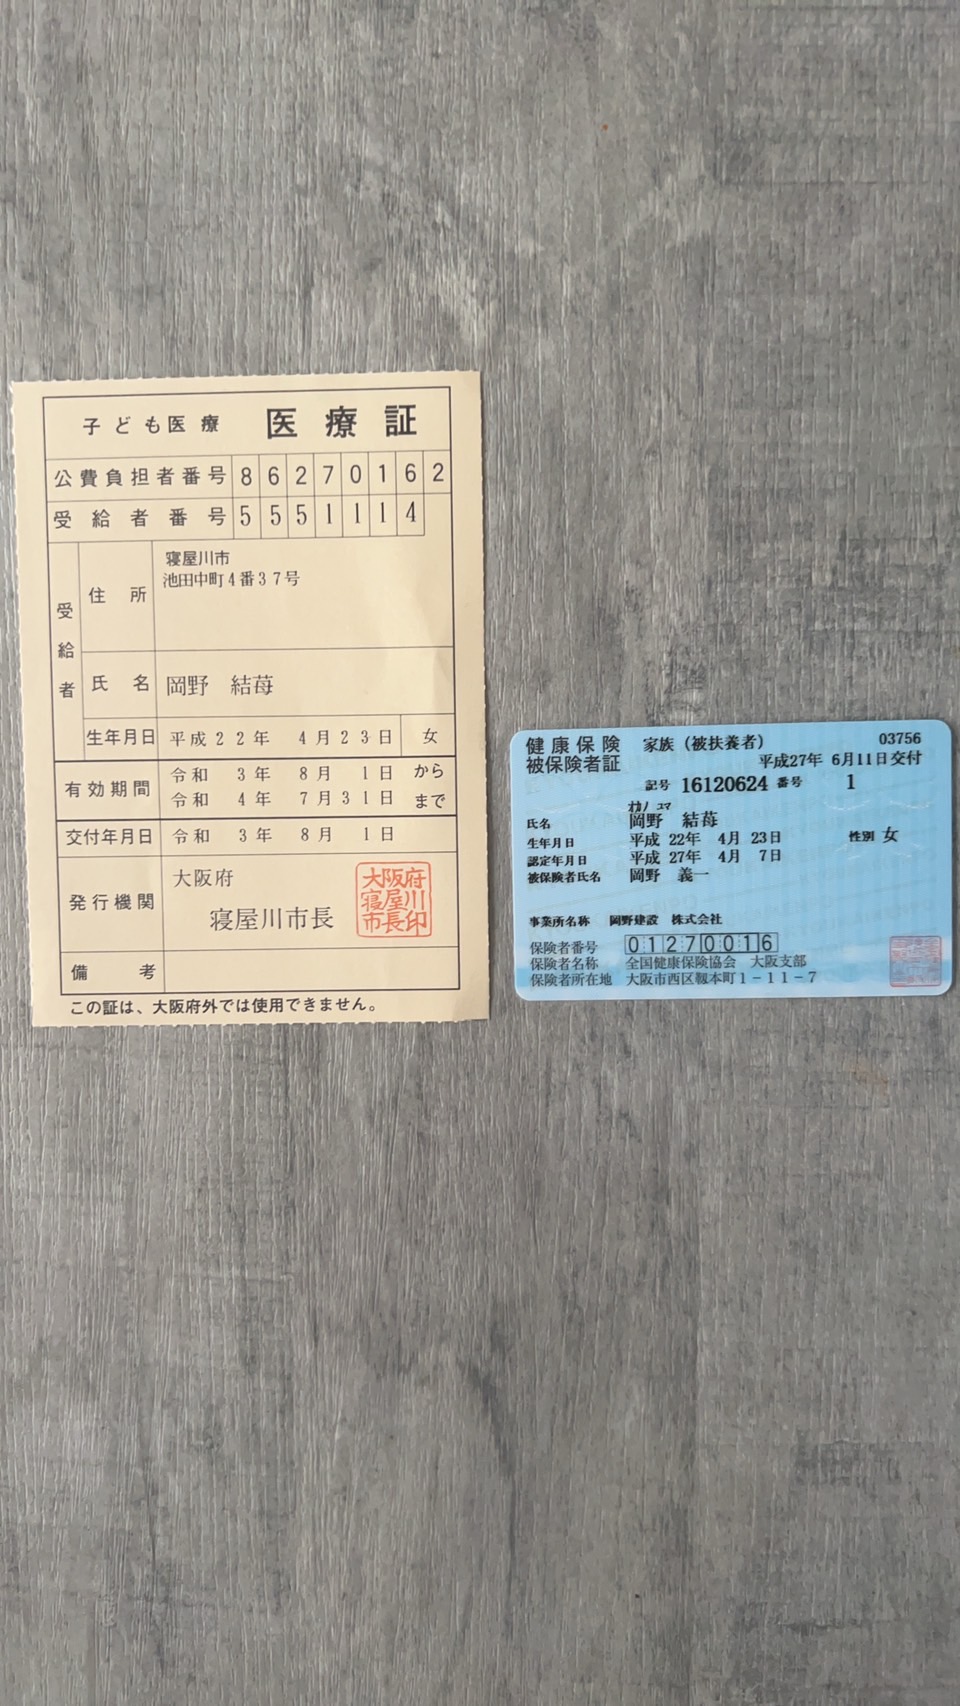 子ども医療 医療証
公費負担者番号 86270162
受給者番号 5551114
受給者
住所
寝屋川市
池田中町4番37号
氏名 岡野 結苺
生年月日 平成22年 4月23日 女
有効期間
令和 3年 8月 1日 から
令和 4年 7月31日 まで
交付年月日 令和 3年 8月 1日
発行機関
大阪府
寝屋川市長
大阪府
寝屋川
市長印
備考
この証は、大阪府外では使用できません。
健康保険 家族(被扶養者) 03756
被保険者証 平成27年 6月11日交付
記号 16120624 番号 1
オカノ ユマ
氏名 岡野 結苺
生年月日 平成 22年 4月 23日 性別 女
認定年月日 平成 27年 4月 7日
被保険者氏名 岡野 義一
事業所名称 岡野建設 株式会社
保険者番号 01270016
保険者名称 全国健康保険協会 大阪支部
保険者所在地 大阪市西区靱本町1-11-7